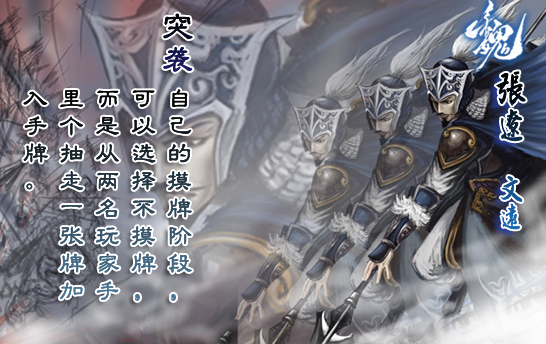 魏
張遼
文遠
突袭
自己的摸牌阶段，
可以选择不摸牌。
而是从两名玩家手
里个抽走一张牌加
入手牌。